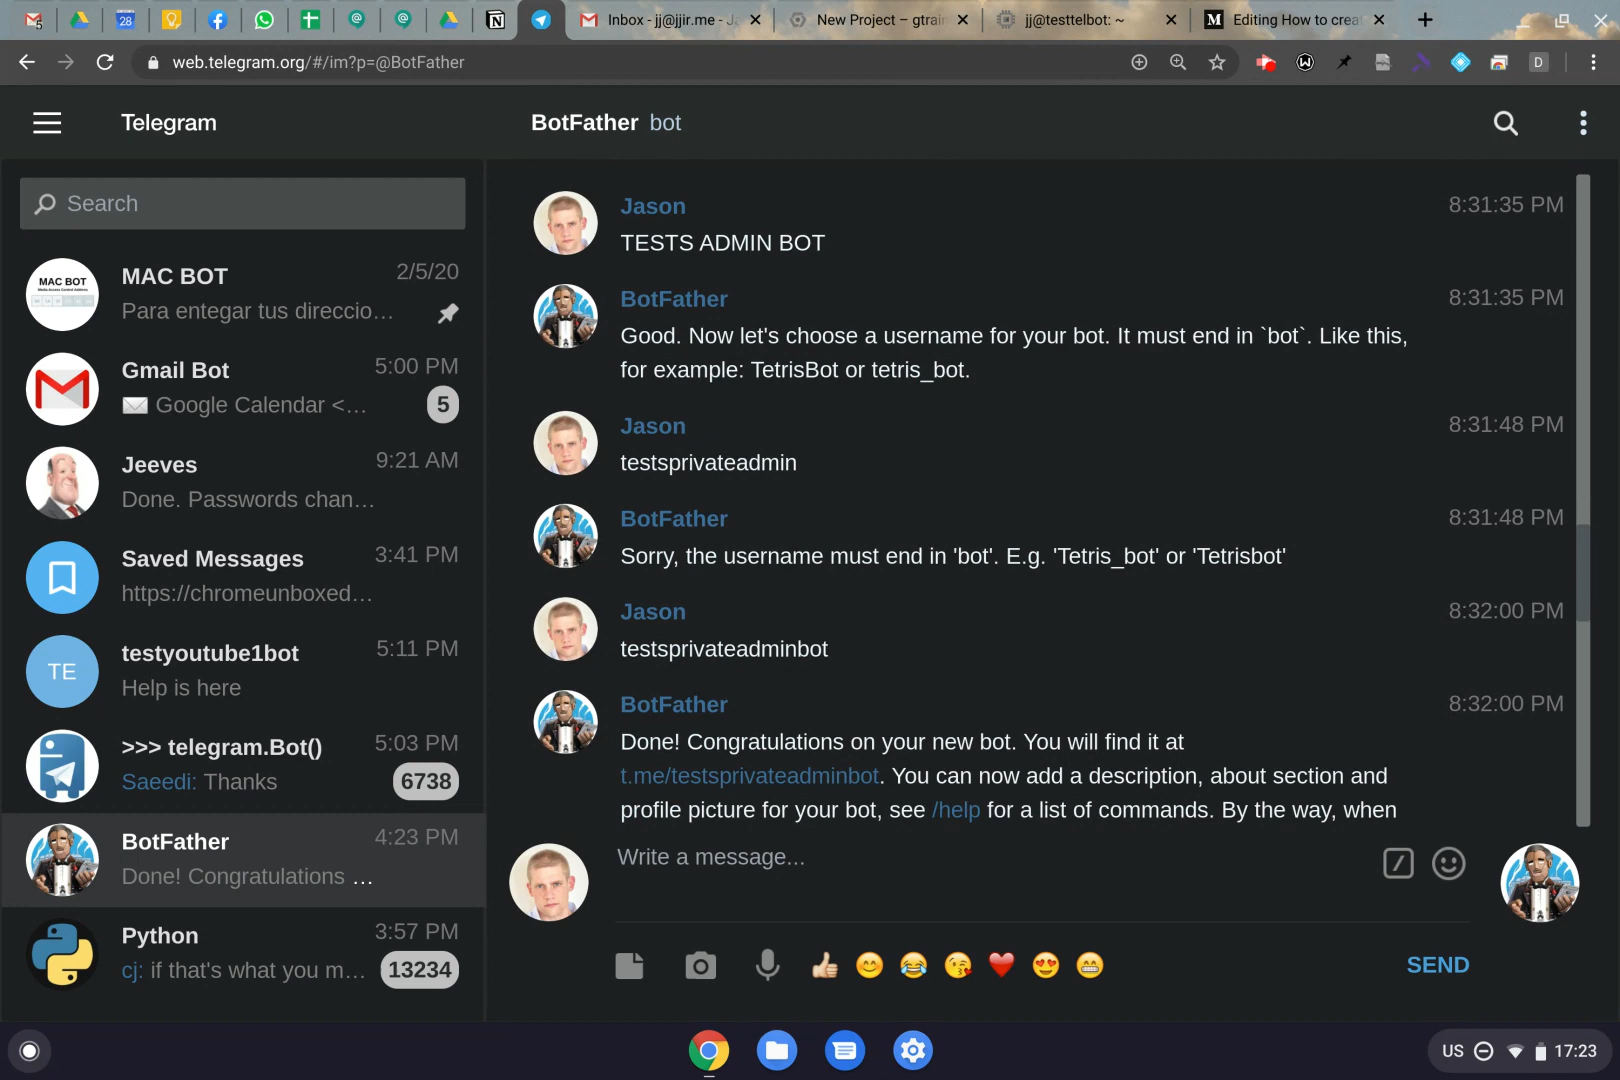 5
28
Inbox - jj@jjir.me - Ja
New Project – gtrain
jj@testtelbot: ~
M
Editing How to creat
web.telegram.org/#/im?p=@BotFather
D
Telegram
BotFather bot
Search
MAC BOT
MAC BOT
2/5/20
Para entegar tus direccio…
Gmail Bot
5:00 PM
Google Calendar <…
5
Jeeves
9:21 AM
Done. Passwords chan…
Saved Messages
3:41 PM
https://chromeunboxed…
TE
testyoutube1bot
5:11 PM
Help is here
>>> telegram.Bot()
5:03 PM
Saeedi: Thanks
6738
BotFather
4:23 PM
Done! Congratulations …
Python
3:57 PM
cj: if that's what you m…
13234
Jason
8:31:35 PM
TESTS ADMIN BOT
BotFather
8:31:35 PM
Good. Now let's choose a username for your bot. It must end in `bot`. Like this,
for example: TetrisBot or tetris_bot.
Jason
8:31:48 PM
testsprivateadmin
BotFather
8:31:48 PM
Sorry, the username must end in 'bot'. E.g. 'Tetris_bot' or 'Tetrisbot'
Jason
8:32:00 PM
testsprivateadminbot
BotFather
8:32:00 PM
Done! Congratulations on your new bot. You will find it at
t.me/testsprivateadminbot. You can now add a description, about section and
profile picture for your bot, see /help for a list of commands. By the way, when
Write a message...
SEND
US
17:23